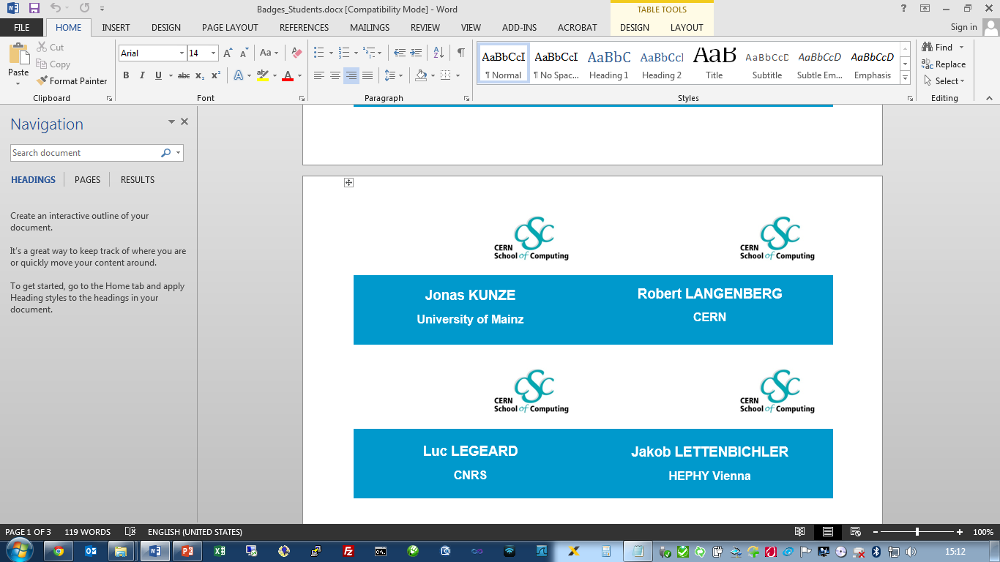 Badges_Students.docx [Compatibility Mode] - Word
TABLE TOOLS
?
FILE
HOME
INSERT
DESIGN
PAGE LAYOUT
REFERENCES
MAILINGS
REVIEW
VIEW
ADD-INS
ACROBAT
DESIGN
LAYOUT
Sign in
Paste
Cut
Copy
Format Painter
Clipboard
Arial
14
Aa
B I U abc x₂ x²
Font
Paragraph
AaBbCcI
¶ Normal
AaBbCcI
¶ No Spac...
AaBbC
Heading 1
AaBbCcI
Heading 2
AaB
Title
AaBbCcD
Subtitle
AaBbCcD
Subtle Em...
AaBbCcD
Emphasis
Styles
Find
Replace
Select
Editing
Navigation
Search document
HEADINGS
PAGES
RESULTS
Create an interactive outline of your
document.
It's a great way to keep track of where you are
or quickly move your content around.
To get started, go to the Home tab and apply
Heading styles to the headings in your
document.
CSC
CERN
School of Computing
CSC
CERN
School of Computing
Jonas KUNZE
University of Mainz
Robert LANGENBERG
CERN
CSC
CERN
School of Computing
CSC
CERN
School of Computing
Luc LEGEARD
CNRS
Jakob LETTENBICHLER
HEPHY Vienna
PAGE 1 OF 3
119 WORDS
ENGLISH (UNITED STATES)
100%
15:12